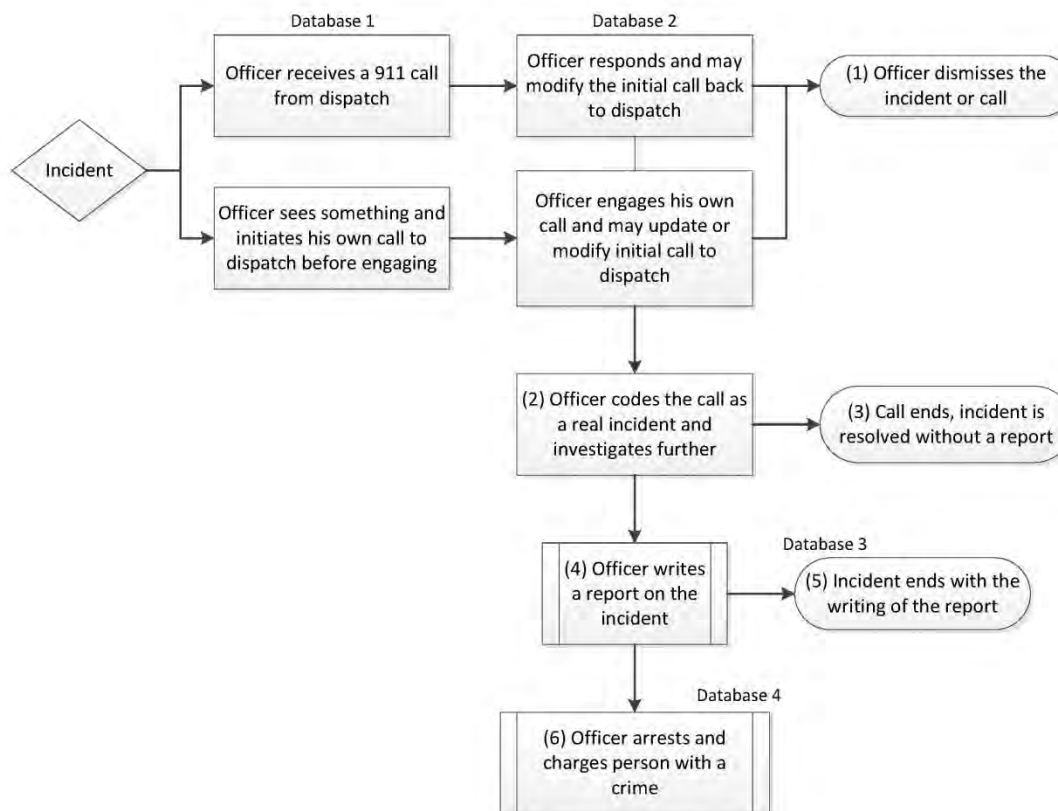 Database 1
Database 2
Officer receives a 911 call
from dispatch
Officer responds and may
modify the initial call back
to dispatch
(1) Officer dismisses the
incident or call
Incident
Officer sees something and
initiates his own call to
dispatch before engaging
Officer engages his own
call and may update or
modify initial call to
dispatch
(2) Officer codes the call as
a real incident and
investigates further
(3) Call ends, incident is
resolved without a report
Database 3
(4) Officer writes
a report on the
incident
(5) Incident ends with the
writing of the report
Database 4
(6) Officer arrests and
charges person with a
crime